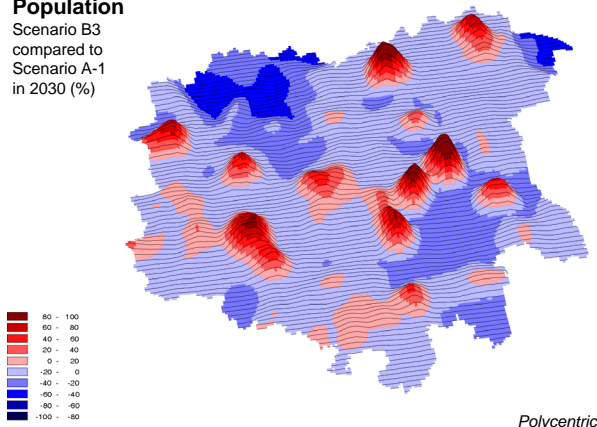 Population
Scenario B3
compared to
Scenario A-1
in 2030 (%)
80 - 100
60 - 80
40 - 60
20 - 40
0 - 20
-20 - 0
-40 - -20
-60 - -40
-80 - -60
-100 - -80
Polycentric